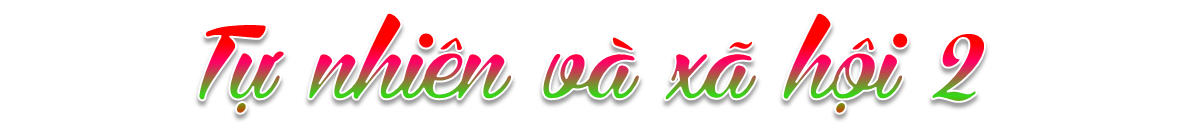 Tự nhiên và xã hội 2